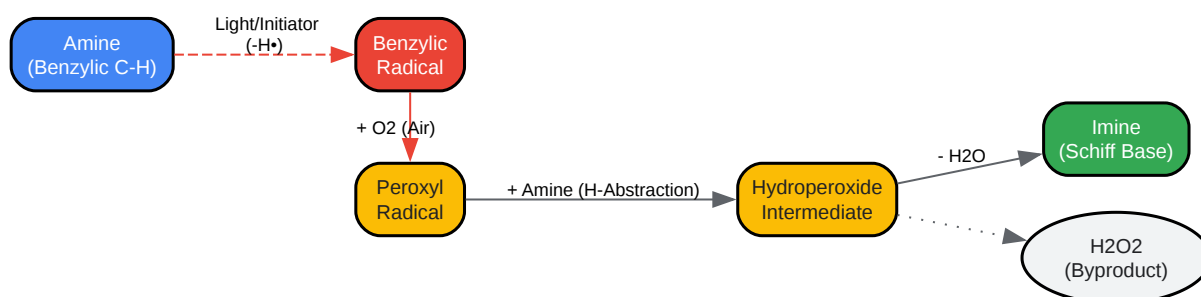 Amine
(Benzylic C-H)
Light/Initiator
(-H•)
Benzylic
Radical
+ O2 (Air)
Peroxyl
Radical
+ Amine (H-Abstraction)
Hydroperoxide
Intermediate
- H2O
Imine
(Schiff Base)
H2O2
(Byproduct)